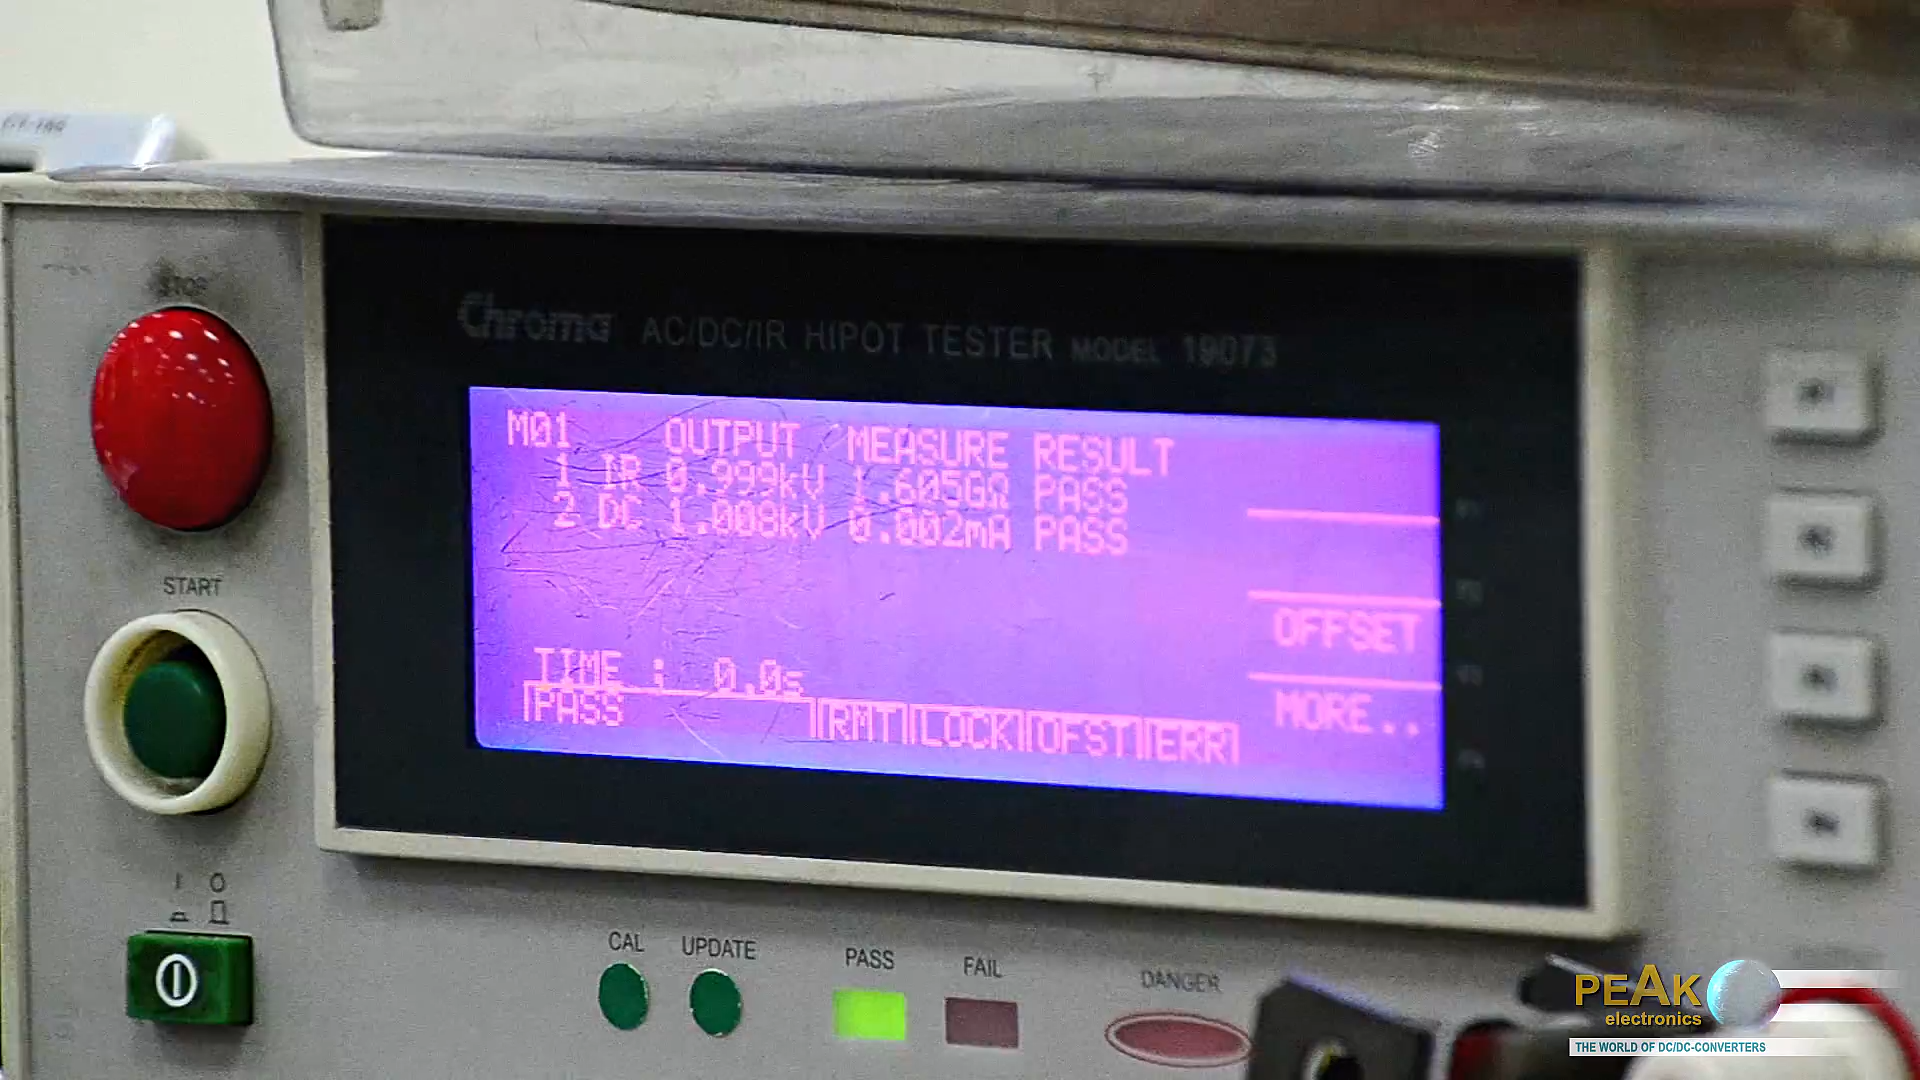 STOP
Chroma AC/DC/IR HIPOT TESTER MODEL 19073
M01 OUTPUT MEASURE RESULT
1 IR 0.999kV 1.605GΩ PASS
2 DC 1.008kV 0.002mA PASS
OFFSET
TIME : 0.0s
MORE..
PASS RMT LOCK OFST ERR
START
I O
CAL UPDATE PASS FAIL DANGER
PEAK
electronics
THE WORLD OF DC/DC-CONVERTERS